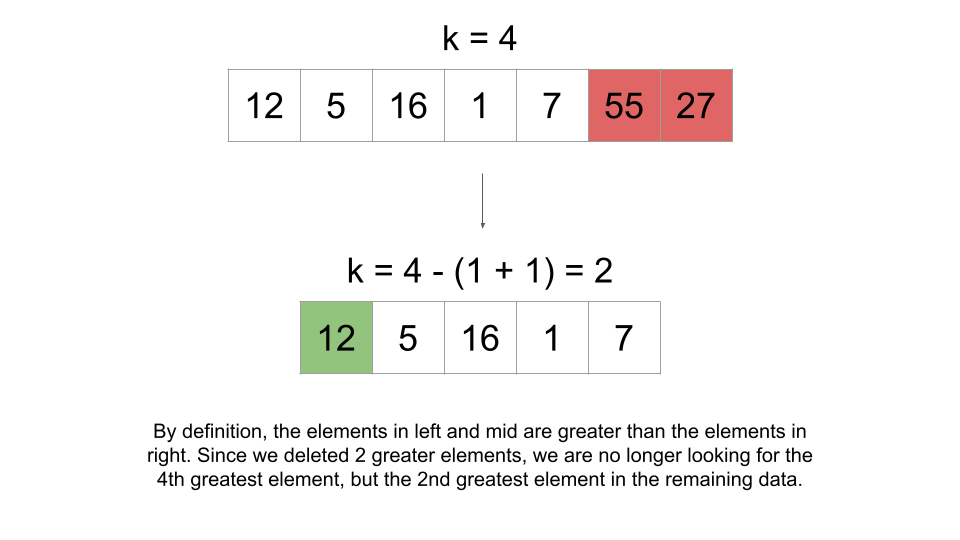 k = 4
12 5 16 1 7 55 27
k = 4 - (1 + 1) = 2
12 5 16 1 7
By definition, the elements in left and mid are greater than the elements in
right. Since we deleted 2 greater elements, we are no longer looking for the
4th greatest element, but the 2nd greatest element in the remaining data.